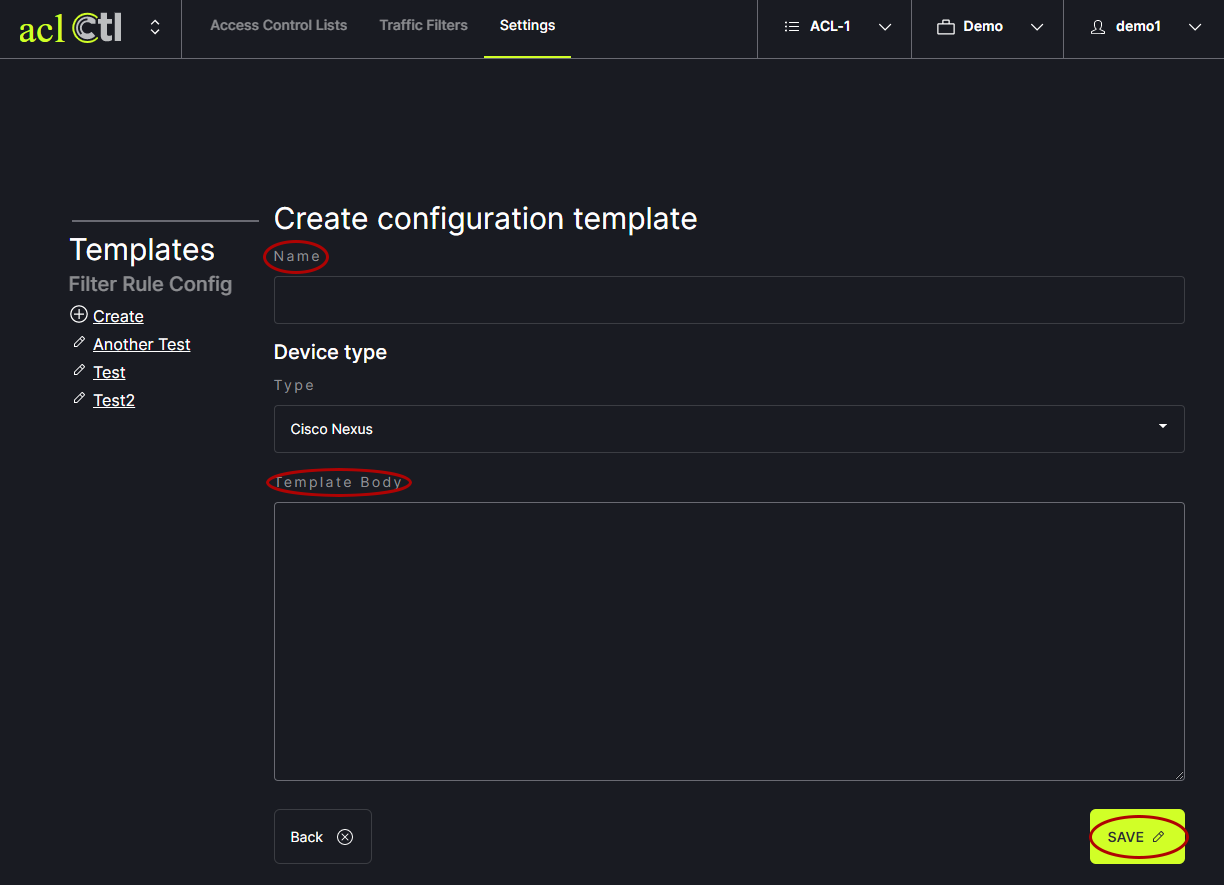 acl Ctl
Access Control Lists
Traffic Filters
Settings
ACL-1
Demo
demo1
Templates
Filter Rule Config
Create
Another Test
Test
Test2
Create configuration template
Name
Device type
Type
Cisco Nexus
Template Body
Back
SAVE